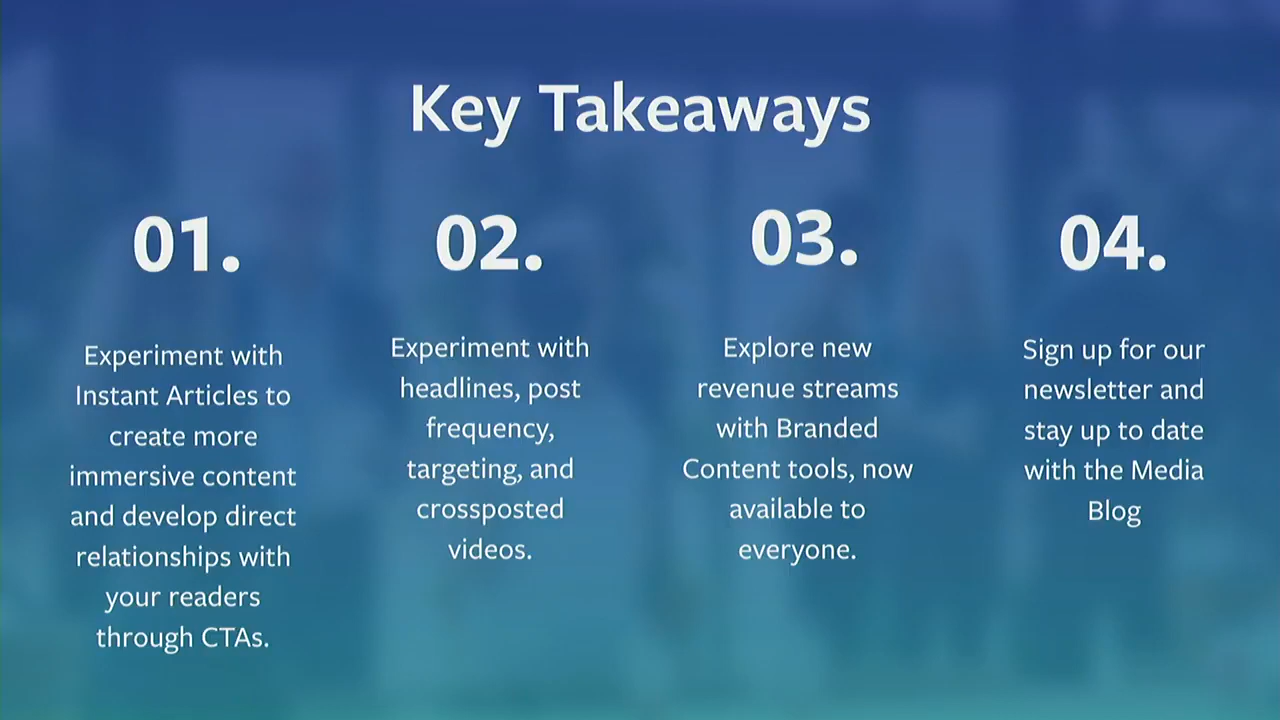 Key Takeaways
01.
Experiment with
Instant Articles to
create more
immersive content
and develop direct
relationships with
your readers
through CTAs.
02.
Experiment with
headlines, post
frequency,
targeting, and
crossposted
videos.
03.
Explore new
revenue streams
with Branded
Content tools, now
available to
everyone.
04.
Sign up for our
newsletter and
stay up to date
with the Media
Blog